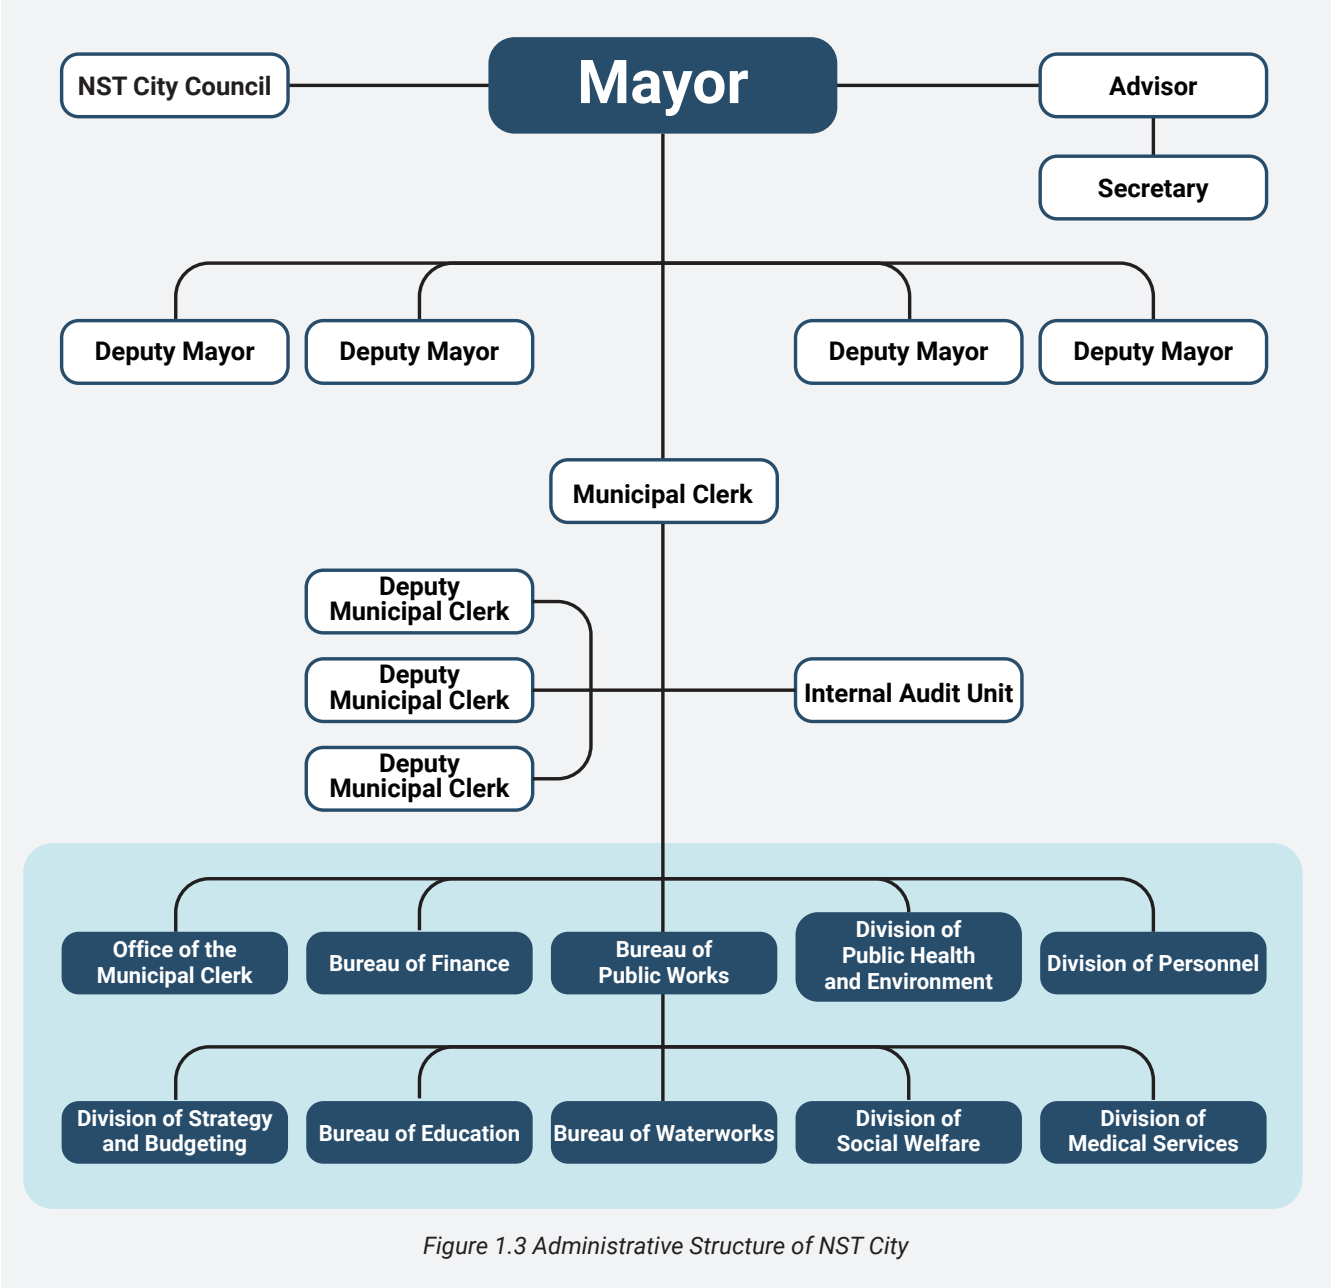 NST City Council
Mayor
Advisor
Secretary
Deputy Mayor
Deputy Mayor
Deputy Mayor
Deputy Mayor
Municipal Clerk
Deputy
Municipal Clerk
Deputy
Municipal Clerk
Internal Audit Unit
Deputy
Municipal Clerk
Office of the
Municipal Clerk
Bureau of Finance
Bureau of
Public Works
Division of
Public Health
and Environment
Division of Personnel
Division of Strategy
and Budgeting
Bureau of Education
Bureau of Waterworks
Division of
Social Welfare
Division of
Medical Services
Figure 1.3 Administrative Structure of NST City